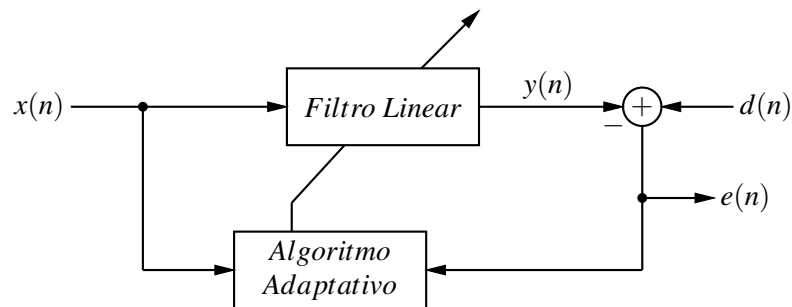 x(n)
Filtro Linear
y(n)
+
−
d(n)
e(n)
Algoritmo
Adaptativo